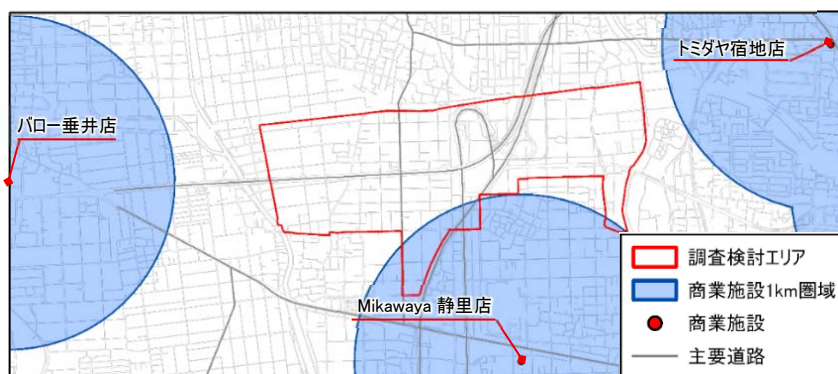 トミダヤ宿地店
バロー垂井店
Mikawaya 静里店
調査検討エリア
商業施設1km圏域
商業施設
主要道路